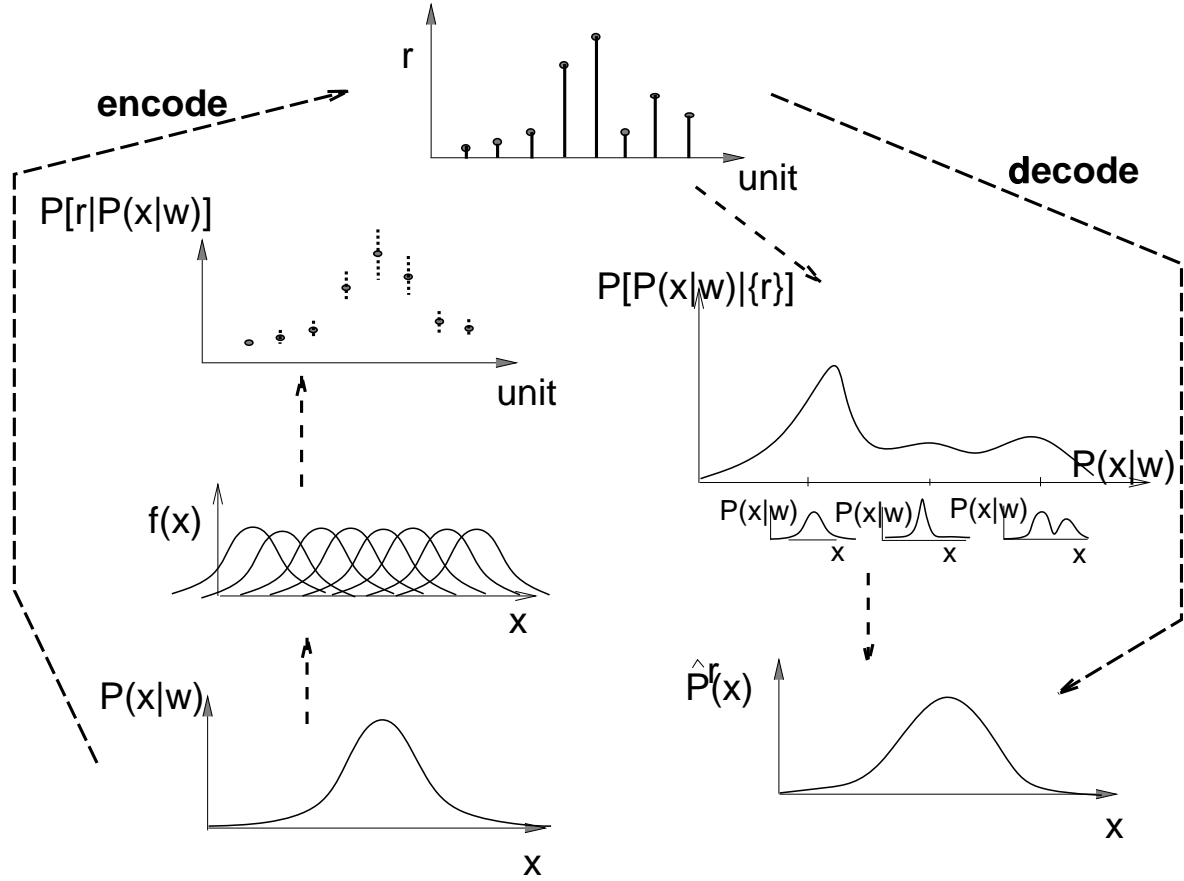 r
encode
unit
decode
P[r|P(x|w)]
P[P(x|w)|{r}]
unit
P(x|w)
f(x)
P(x|w) P(x|w) P(x|w)
x x x
x
P(x|w)
P̂ʳ(x)
x
x